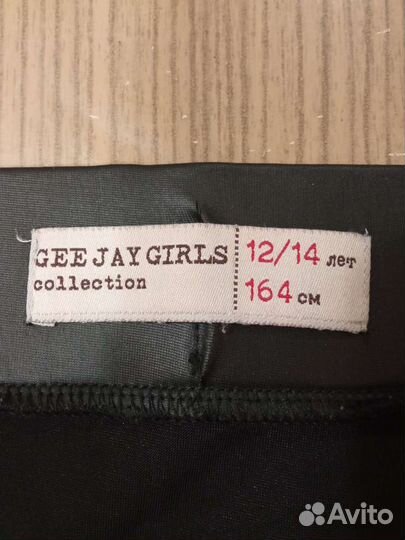 GEE JAY GIRLS
collection
12/14 лет
164 см
Avito